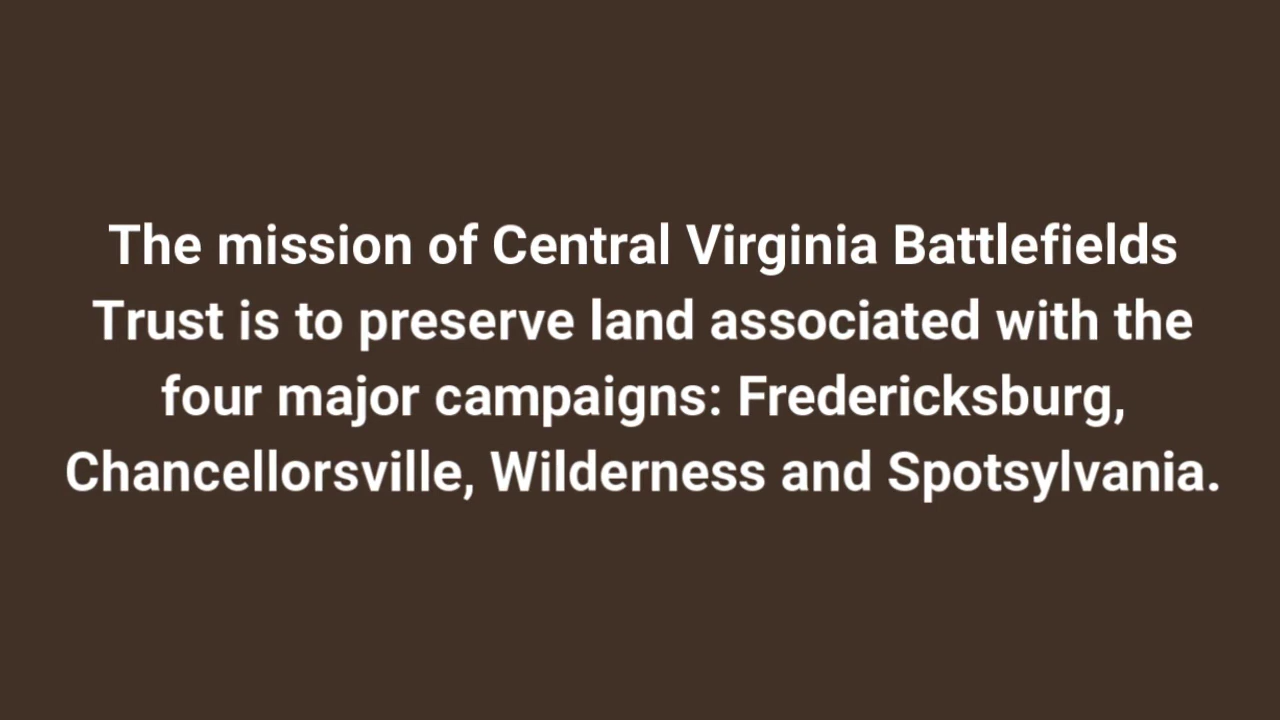 The mission of Central Virginia Battlefields
Trust is to preserve land associated with the
four major campaigns: Fredericksburg,
Chancellorsville, Wilderness and Spotsylvania.